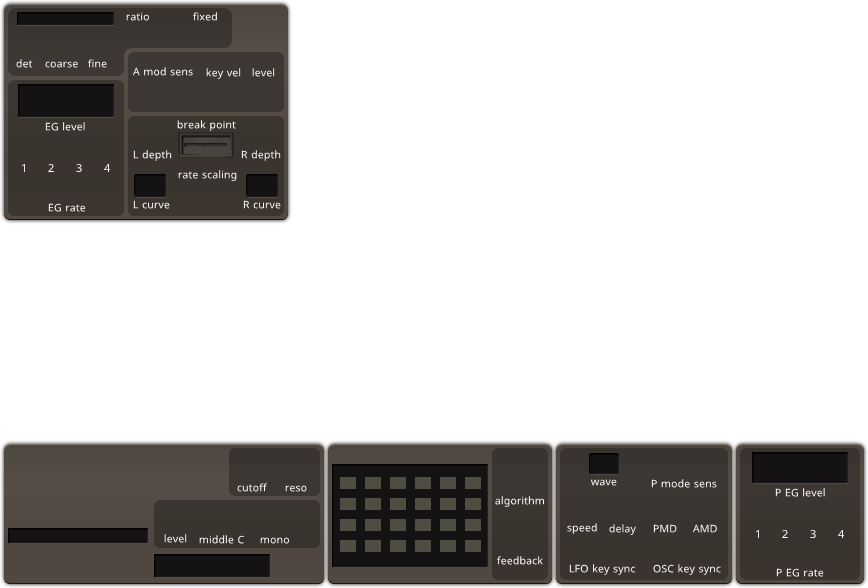 ratio fixed
det coarse fine
A mod sens key vel level
EG level
1 2 3 4
EG rate
break point
L depth R depth
rate scaling
L curve R curve
cutoff reso
level middle C mono
algorithm
feedback
wave P mode sens
speed delay PMD AMD
LFO key sync OSC key sync
P EG level
1 2 3 4
P EG rate